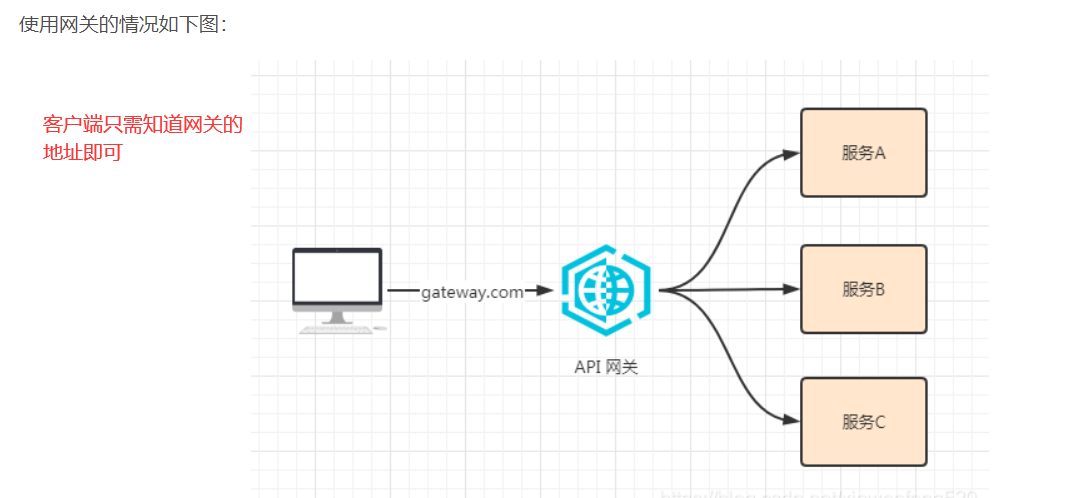 使用网关的情况如下图：
客户端只需知道网关的
地址即可
服务A
gateway.com
服务B
API 网关
服务C